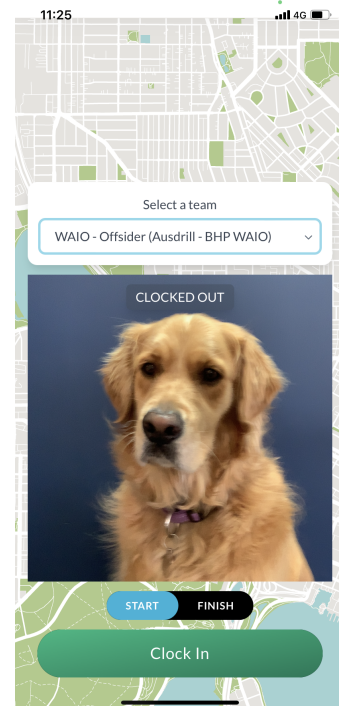 11:25
4G
Select a team
WAIO - Offsider (Ausdrill - BHP WAIO)
CLOCKED OUT
START FINISH
Clock In